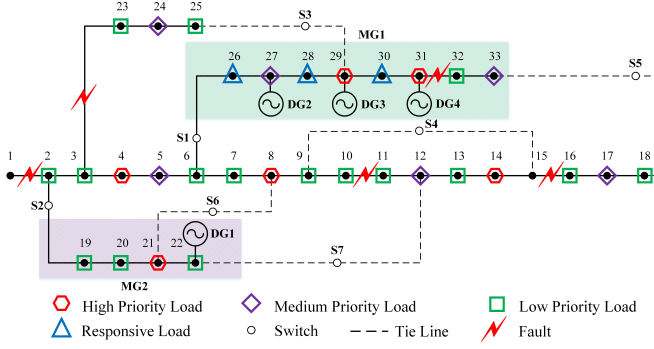 23 24 25 S3 MG1
26 27 28 29 30 31 32 33 S5
DG2 DG3 DG4
S1 S4
1 2 3 4 5 6 7 8 9 10 11 12 13 14 15 16 17 18
S2 S6
DG1
19 20 21 22 S7
MG2
High Priority Load Medium Priority Load Low Priority Load
Responsive Load Switch Tie Line Fault